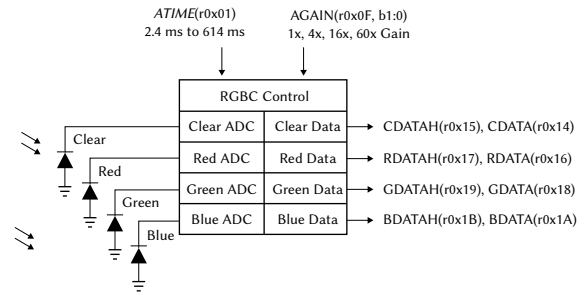 ATIME(r0x01)
2.4 ms to 614 ms
AGAIN(r0x0F, b1:0)
1x, 4x, 16x, 60x Gain
RGBC Control
Clear
Clear ADC
Clear Data
CDATAH(r0x15), CDATA(r0x14)
Red
Red ADC
Red Data
RDATAH(r0x17), RDATA(r0x16)
Green
Green ADC
Green Data
GDATAH(r0x19), GDATA(r0x18)
Blue
Blue ADC
Blue Data
BDATAH(r0x1B), BDATA(r0x1A)